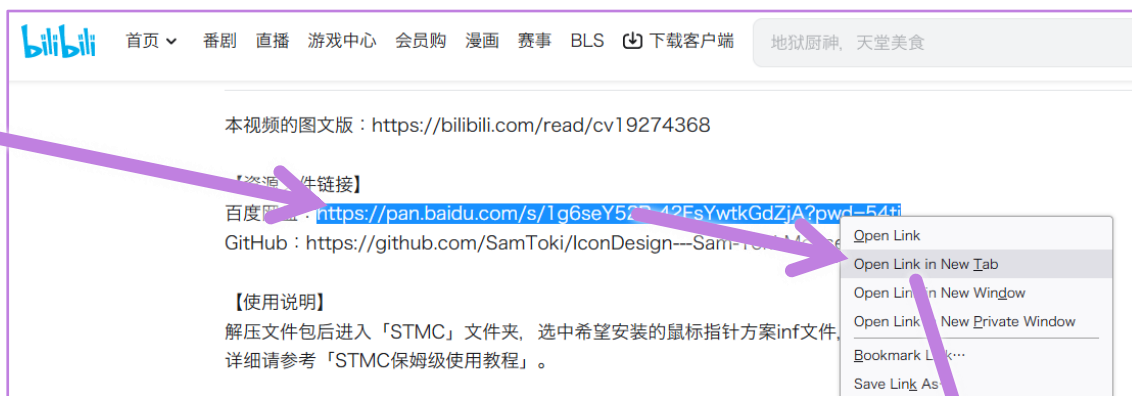 bilibili 首页 番剧 直播 游戏中心 会员购 漫画 赛事 BLS 下载客户端 地狱厨神，天堂美食
本视频的图文版：https://bilibili.com/read/cv19274368
件链接】
百度 https://pan.baidu.com/s/1g6seY52
GitHub：https://github.com/SamToki/IconDesign---Sam-
【使用说明】
解压文件包后进入「STMC」文件夹，选中希望安装的鼠标指针方案inf文件，
详细请参考「STMC保姆级使用教程」。
Open Link
Open Link in New Tab
Open Link in New Window
Open Link in New Private Window
Bookmark Link…
Save Link As